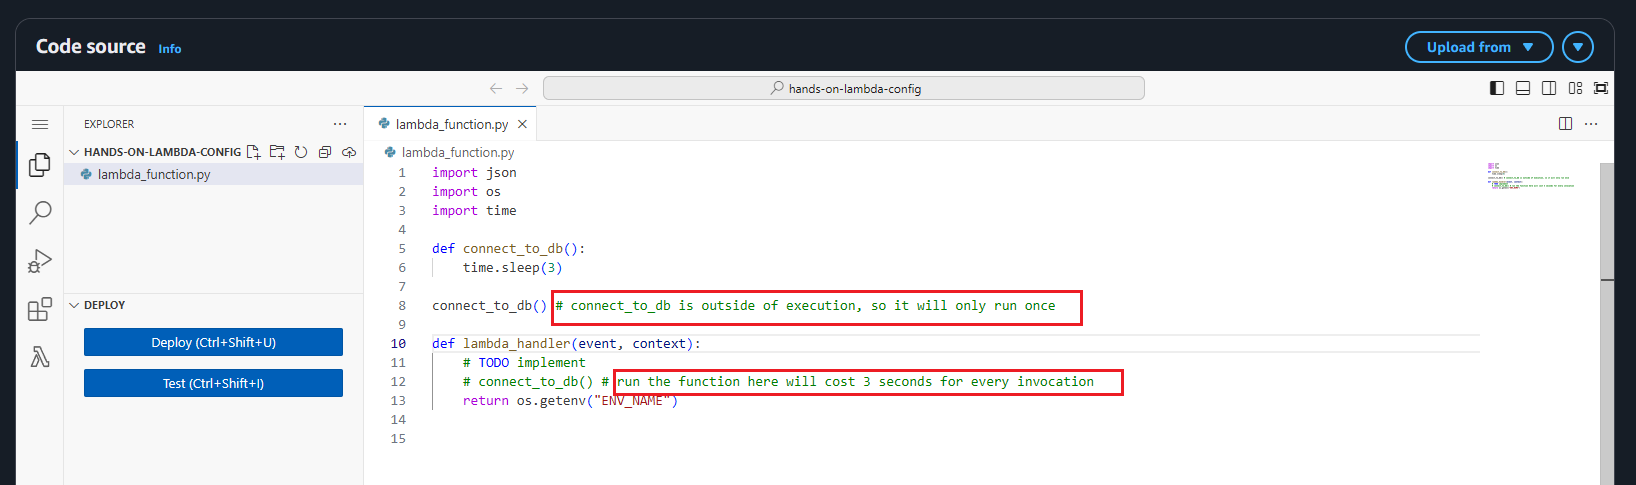 Code source Info
Upload from
hands-on-lambda-config
EXPLORER
HANDS-ON-LAMBDA-CONFIG
lambda_function.py
DEPLOY
Deploy (Ctrl+Shift+U)
Test (Ctrl+Shift+I)
lambda_function.py
lambda_function.py
1 import json
2 import os
3 import time
4
5 def connect_to_db():
6     time.sleep(3)
7
8 connect_to_db() # connect_to_db is outside of execution, so it will only run once
9
10 def lambda_handler(event, context):
11     # TODO implement
12     # connect_to_db() # run the function here will cost 3 seconds for every invocation
13     return os.getenv("ENV_NAME")
14
15